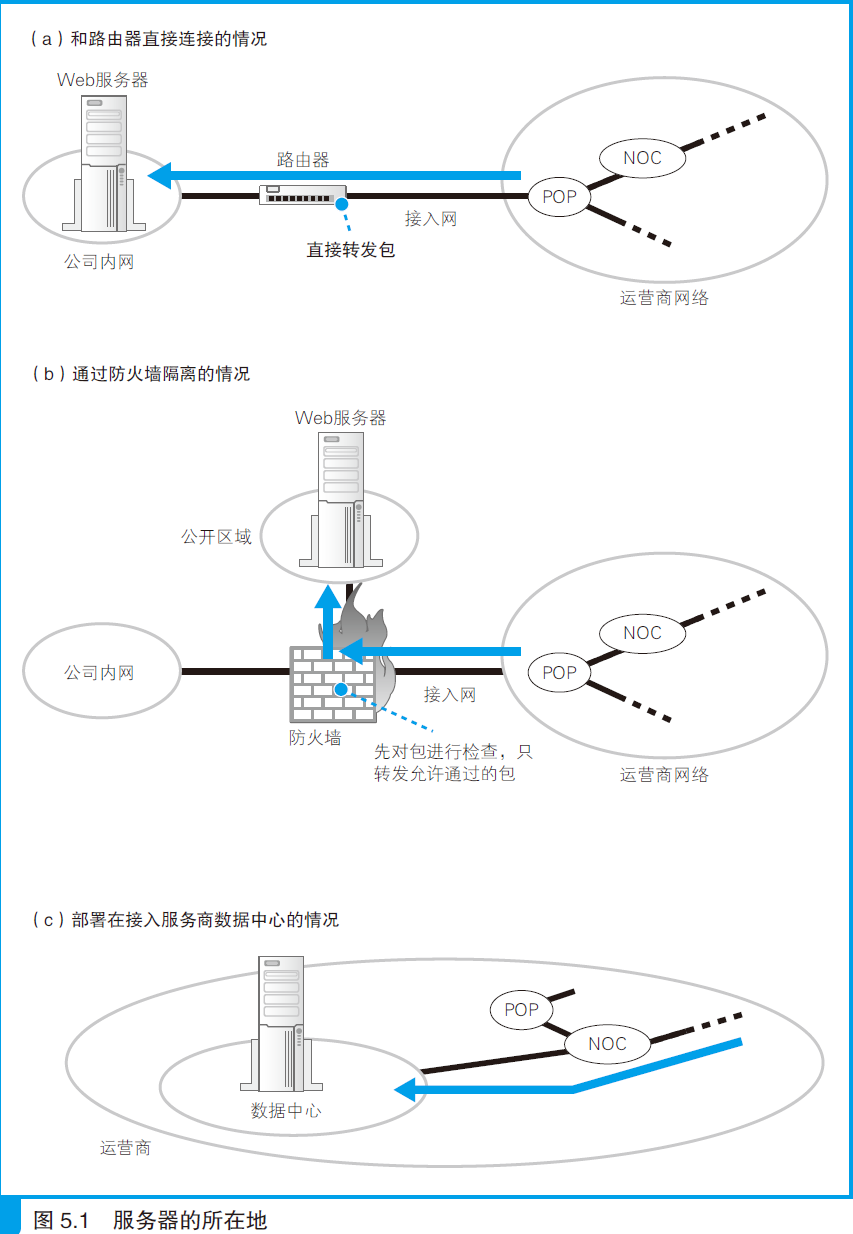 （a）和路由器直接连接的情况
Web服务器
路由器
NOC
POP
接入网
直接转发包
公司内网
运营商网络
（b）通过防火墙隔离的情况
Web服务器
公开区域
NOC
公司内网
POP
接入网
防火墙
先对包进行检查，只
转发允许通过的包
运营商网络
（c）部署在接入服务商数据中心的情况
POP
NOC
数据中心
运营商
图 5.1　服务器的所在地